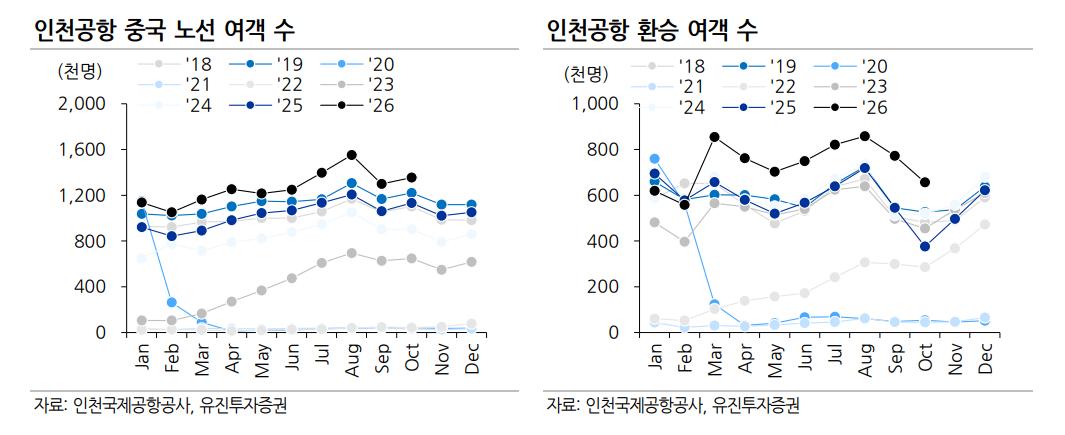 인천공항 중국 노선 여객 수
(천명)
'18 '19 '20
'21 '22 '23
'24 '25 '26
2,000
1,600
1,200
800
400
0
Jan Feb Mar Apr May Jun Jul Aug Sep Oct Nov Dec
자료: 인천국제공항공사, 유진투자증권
인천공항 환승 여객 수
(천명)
'18 '19 '20
'21 '22 '23
'24 '25 '26
1,000
800
600
400
200
0
Jan Feb Mar Apr May Jun Jul Aug Sep Oct Nov Dec
자료: 인천국제공항공사, 유진투자증권